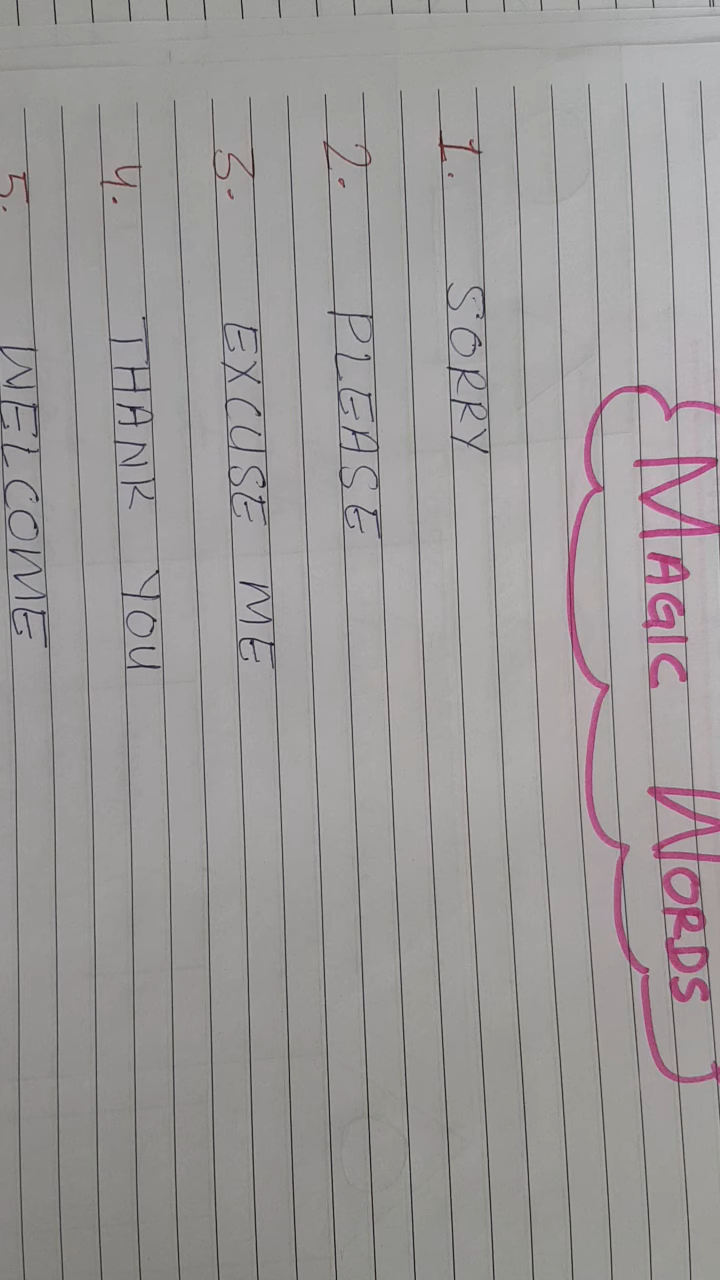 MAGIC WORDS
1. SORRY
2. PLEASE
3. EXCUSE ME
4. THANK YOU
5. WELCOME